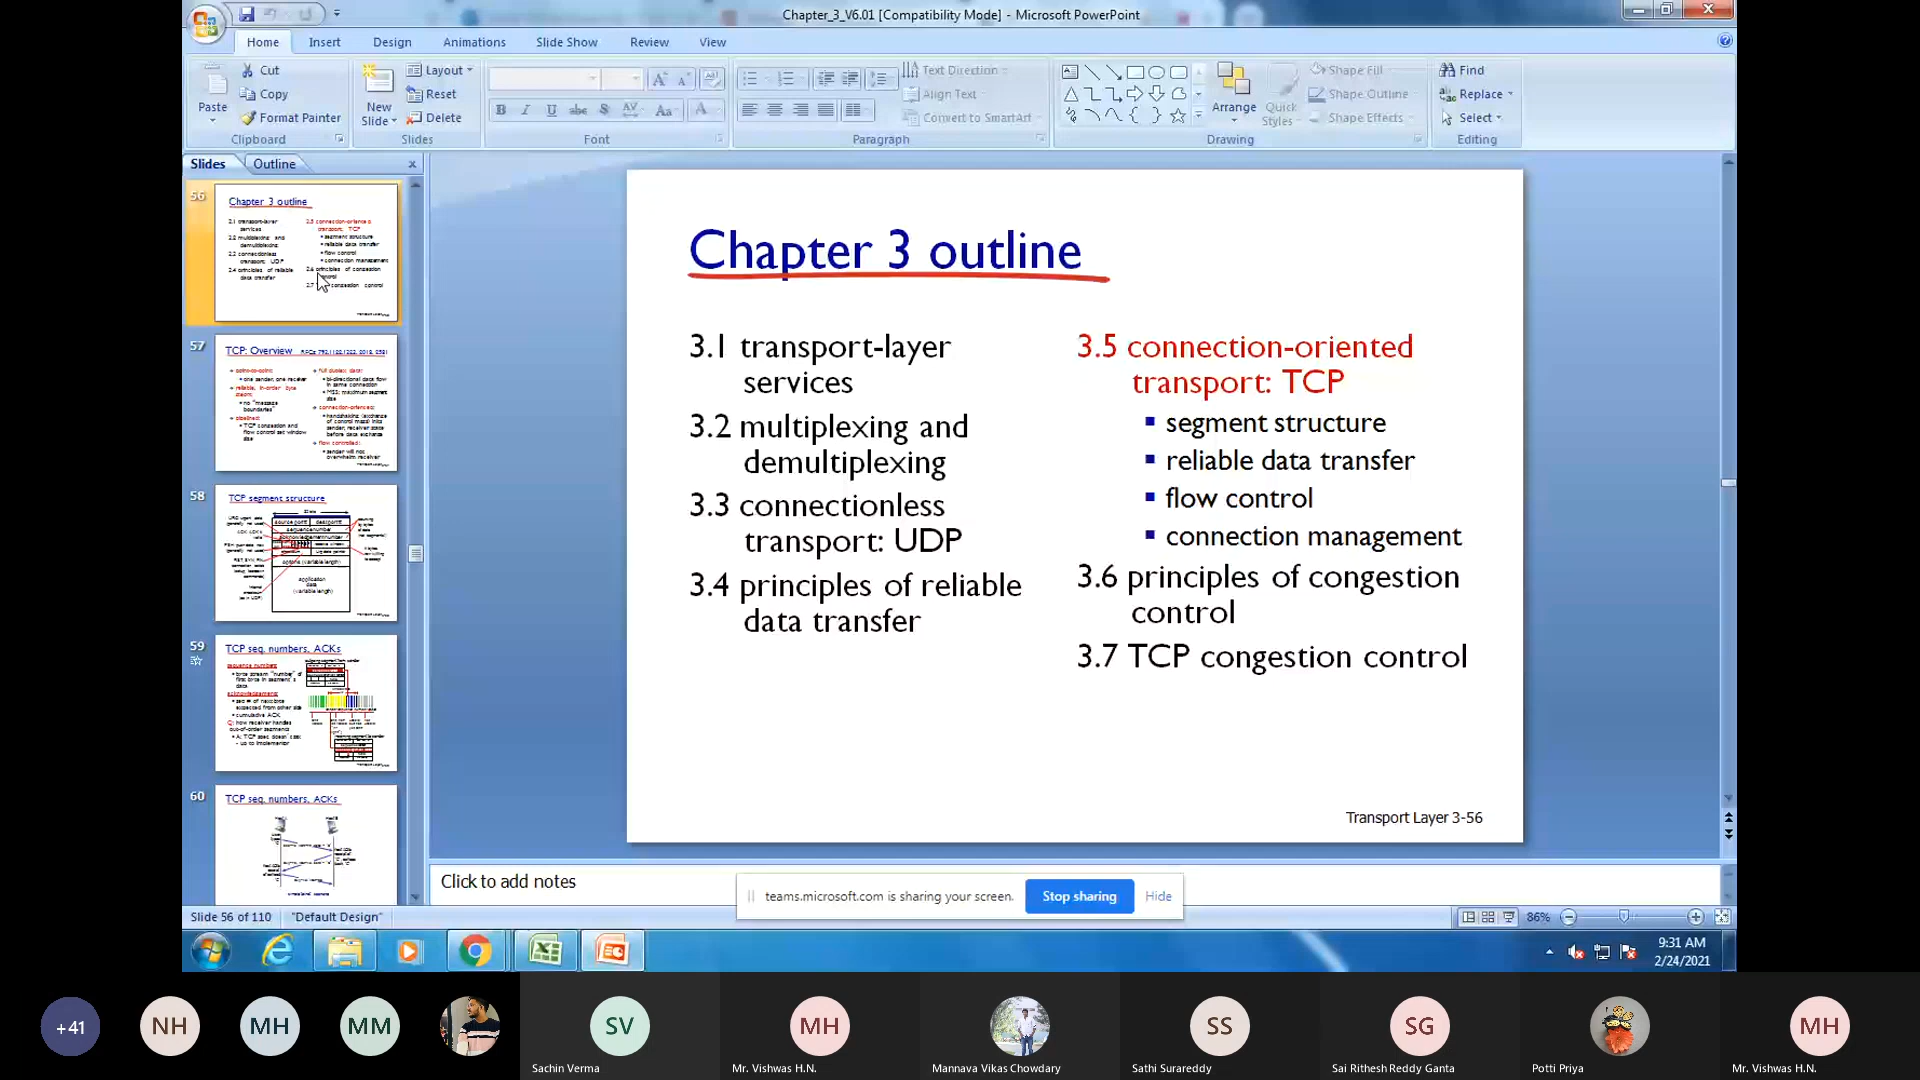 Chapter_3_V6.01 [Compatibility Mode] - Microsoft PowerPoint
Home Insert Design Animations Slide Show Review View
Paste
Cut
Copy
Format Painter
Clipboard
New Slide
Layout
Reset
Delete
Slides
Font
Text Direction
Align Text
Convert to SmartArt
Paragraph
Arrange
Quick Styles
Shape Fill
Shape Outline
Shape Effects
Drawing
Find
Replace
Select
Editing
Slides Outline
56
Chapter 3 outline
57
TCP: Overview
58
TCP segment structure
59
TCP seq. numbers, ACKs
60
TCP seq. numbers, ACKs
Chapter 3 outline
3.1 transport-layer
services
3.2 multiplexing and
demultiplexing
3.3 connectionless
transport: UDP
3.4 principles of reliable
data transfer
3.5 connection-oriented
transport: TCP
segment structure
reliable data transfer
flow control
connection management
3.6 principles of congestion
control
3.7 TCP congestion control
Transport Layer 3-56
Click to add notes
teams.microsoft.com is sharing your screen. Stop sharing Hide
Slide 56 of 110 "Default Design" 86%
9:31 AM
2/24/2021
+41 NH MH MM SV MH SS SG MH
Sachin Verma Mr. Vishwas H.N. Mannava Vikas Chowdary Sathi Surareddy Sai Rithesh Reddy Ganta Potti Priya Mr. Vishwas H.N.